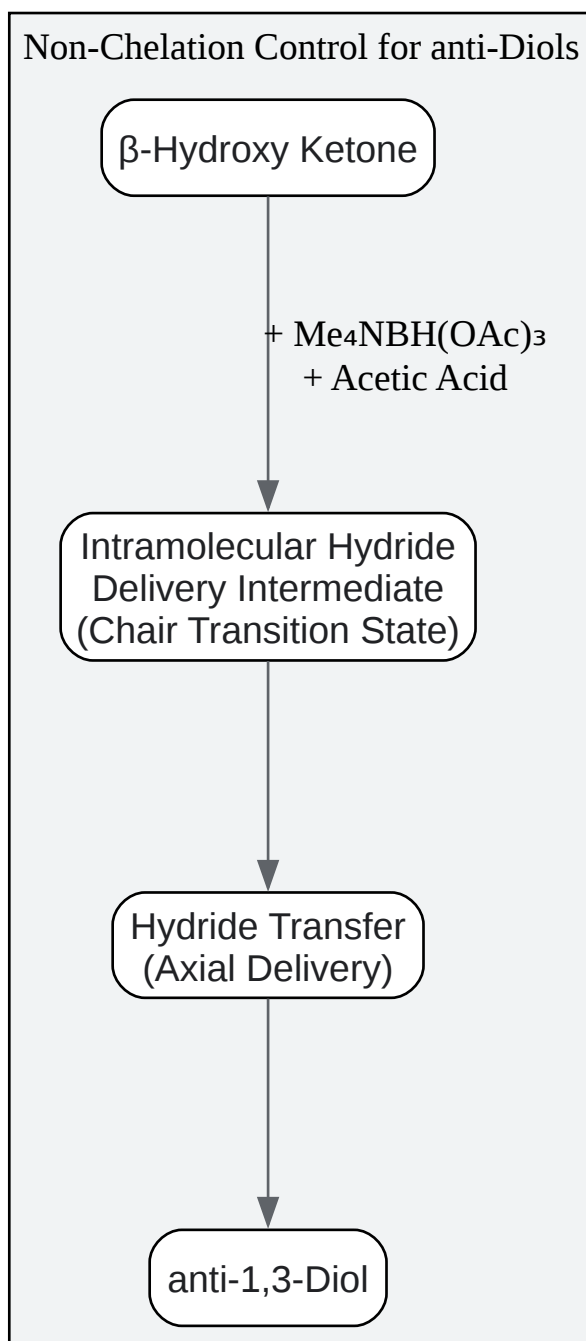 Non-Chelation Control for anti-Diols
β-Hydroxy Ketone
+ Me₄NBH(OAc)₃
+ Acetic Acid
Intramolecular Hydride
Delivery Intermediate
(Chair Transition State)
Hydride Transfer
(Axial Delivery)
anti-1,3-Diol